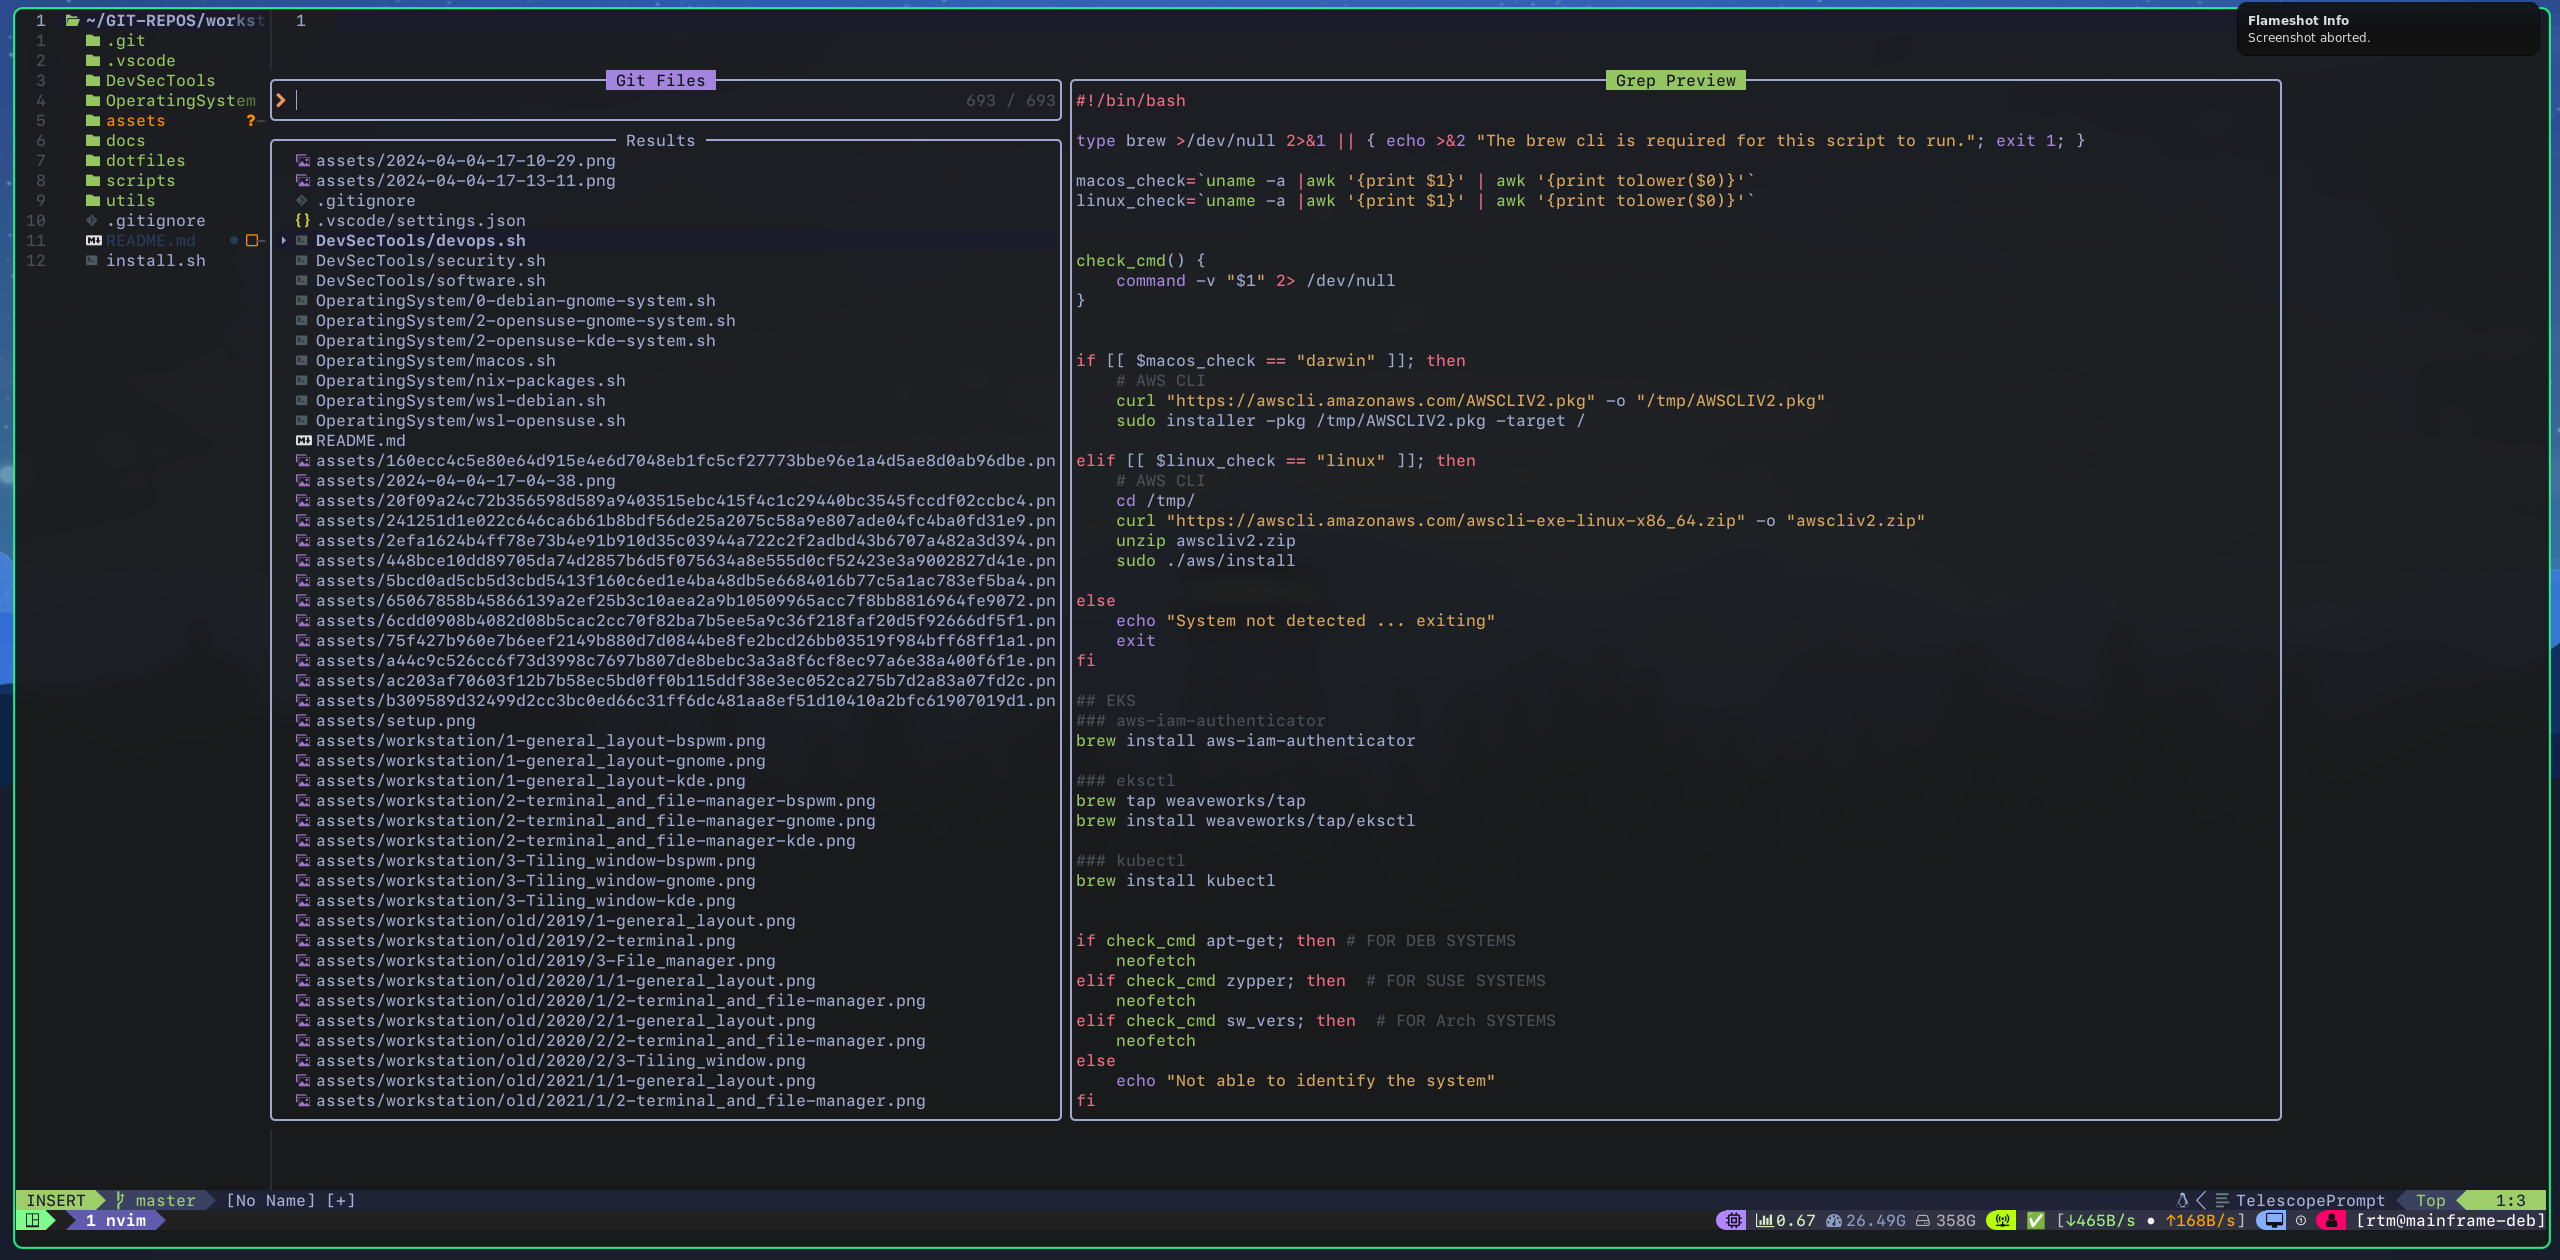 1 ~/GIT-REPOS/workst
1 .git
2 .vscode
3 DevSecTools
4 OperatingSystem
5 assets ?
6 docs
7 dotfiles
8 scripts
9 utils
10 .gitignore
11 README.md
12 install.sh
1
Flameshot Info
Screenshot aborted.
Git Files
693 / 693
Results
assets/2024-04-04-17-10-29.png
assets/2024-04-04-17-13-11.png
.gitignore
{} .vscode/settings.json
DevSecTools/devops.sh
DevSecTools/security.sh
DevSecTools/software.sh
OperatingSystem/0-debian-gnome-system.sh
OperatingSystem/2-opensuse-gnome-system.sh
OperatingSystem/2-opensuse-kde-system.sh
OperatingSystem/macos.sh
OperatingSystem/nix-packages.sh
OperatingSystem/wsl-debian.sh
OperatingSystem/wsl-opensuse.sh
README.md
assets/160ecc4c5e80e64d915e4e6d7048eb1fc5cf27773bbe96e1a4d5ae8d0ab96dbe.pn
assets/2024-04-04-17-04-38.png
assets/20f09a24c72b356598d589a9403515ebc415f4c1c29440bc3545fccdf02ccbc4.pn
assets/241251d1e022c646ca6b61b8bdf56de25a2075c58a9e807ade04fc4ba0fd31e9.pn
assets/2efa1624b4ff78e73b4e91b910d35c03944a722c2f2adbd43b6707a482a3d394.pn
assets/448bce10dd89705da74d2857b6d5f075634a8e555d0cf52423e3a9002827d41e.pn
assets/5bcd0ad5cb5d3cbd5413f160c6ed1e4ba48db5e6684016b77c5a1ac783ef5ba4.pn
assets/65067858b45866139a2ef25b3c10aea2a9b10509965acc7f8bb8816964fe9072.pn
assets/6cdd0908b4082d08b5cac2cc70f82ba7b5ee5a9c36f218faf20d5f92666df5f1.pn
assets/75f427b960e7b6eef2149b880d7d0844be8fe2bcd26bb03519f984bff68ff1a1.pn
assets/a44c9c526cc6f73d3998c7697b807de8bebc3a3a8f6cf8ec97a6e38a400f6f1e.pn
assets/ac203af70603f12b7b58ec5bd0ff0b115ddf38e3ec052ca275b7d2a83a07fd2c.pn
assets/b309589d32499d2cc3bc0ed66c31ff6dc481aa8ef51d10410a2bfc61907019d1.pn
assets/setup.png
assets/workstation/1-general_layout-bspwm.png
assets/workstation/1-general_layout-gnome.png
assets/workstation/1-general_layout-kde.png
assets/workstation/2-terminal_and_file-manager-bspwm.png
assets/workstation/2-terminal_and_file-manager-gnome.png
assets/workstation/2-terminal_and_file-manager-kde.png
assets/workstation/3-Tiling_window-bspwm.png
assets/workstation/3-Tiling_window-gnome.png
assets/workstation/3-Tiling_window-kde.png
assets/workstation/old/2019/1-general_layout.png
assets/workstation/old/2019/2-terminal.png
assets/workstation/old/2019/3-File_manager.png
assets/workstation/old/2020/1/1-general_layout.png
assets/workstation/old/2020/1/2-terminal_and_file-manager.png
assets/workstation/old/2020/2/1-general_layout.png
assets/workstation/old/2020/2/2-terminal_and_file-manager.png
assets/workstation/old/2020/2/3-Tiling_window.png
assets/workstation/old/2021/1/1-general_layout.png
assets/workstation/old/2021/1/2-terminal_and_file-manager.png
Grep Preview
#!/bin/bash
type brew >/dev/null 2>&1 || { echo >&2 "The brew cli is required for this script to run."; exit 1; }
macos_check=`uname -a |awk '{print $1}' | awk '{print tolower($0)}'`
linux_check=`uname -a |awk '{print $1}' | awk '{print tolower($0)}'`
check_cmd() {
command -v "$1" 2> /dev/null
}
if [[ $macos_check == "darwin" ]]; then
# AWS CLI
curl "https://awscli.amazonaws.com/AWSCLIV2.pkg" -o "/tmp/AWSCLIV2.pkg"
sudo installer -pkg /tmp/AWSCLIV2.pkg -target /
elif [[ $linux_check == "linux" ]]; then
# AWS CLI
cd /tmp/
curl "https://awscli.amazonaws.com/awscli-exe-linux-x86_64.zip" -o "awscliv2.zip"
unzip awscliv2.zip
sudo ./aws/install
else
echo "System not detected ... exiting"
exit
fi
## EKS
### aws-iam-authenticator
brew install aws-iam-authenticator
### eksctl
brew tap weaveworks/tap
brew install weaveworks/tap/eksctl
### kubectl
brew install kubectl
if check_cmd apt-get; then # FOR DEB SYSTEMS
neofetch
elif check_cmd zypper; then # FOR SUSE SYSTEMS
neofetch
elif check_cmd sw_vers; then # FOR Arch SYSTEMS
neofetch
else
echo "Not able to identify the system"
fi
INSERT master [No Name] [+] TelescopePrompt Top 1:3
1 nvim 0.67 26.49G 358G [↓465B/s • ↑168B/s] [rtm@mainframe-deb]